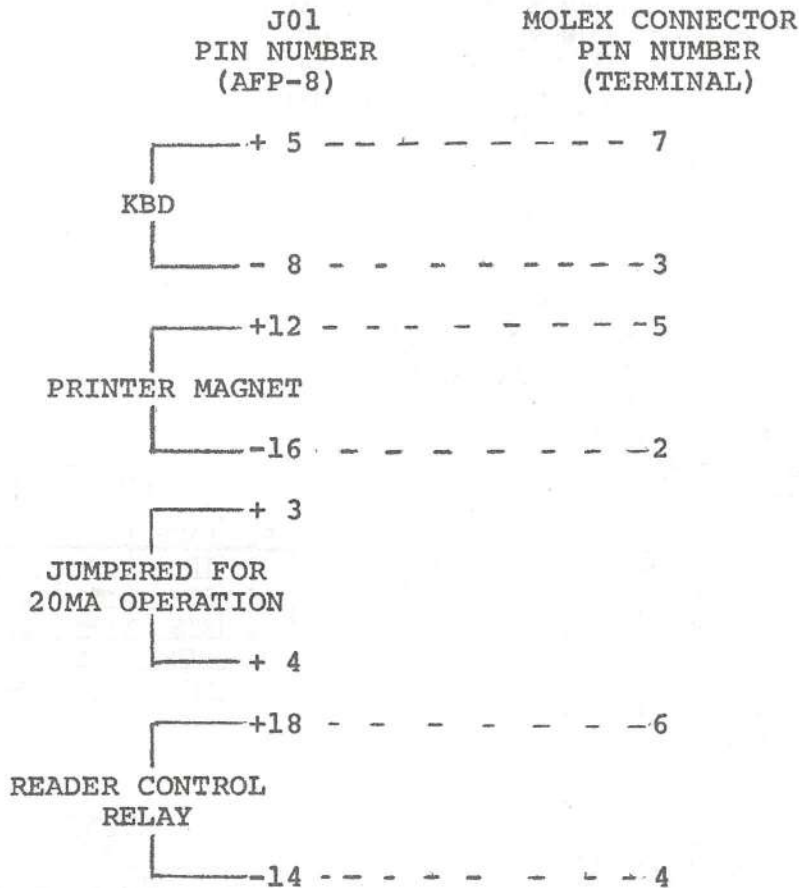 J01 MOLEX CONNECTOR
PIN NUMBER PIN NUMBER
(AFP-8) (TERMINAL)
+ 5 - - - - - - - - - 7
KBD
- 8 - - - - - - - - 3
+12 - - - - - - - - 5
PRINTER MAGNET
-16 - - - - - - - - 2
+ 3
JUMPERED FOR
20MA OPERATION
+ 4
+18 - - - - - - - - 6
READER CONTROL
RELAY
-14 - - - - - - - - 4